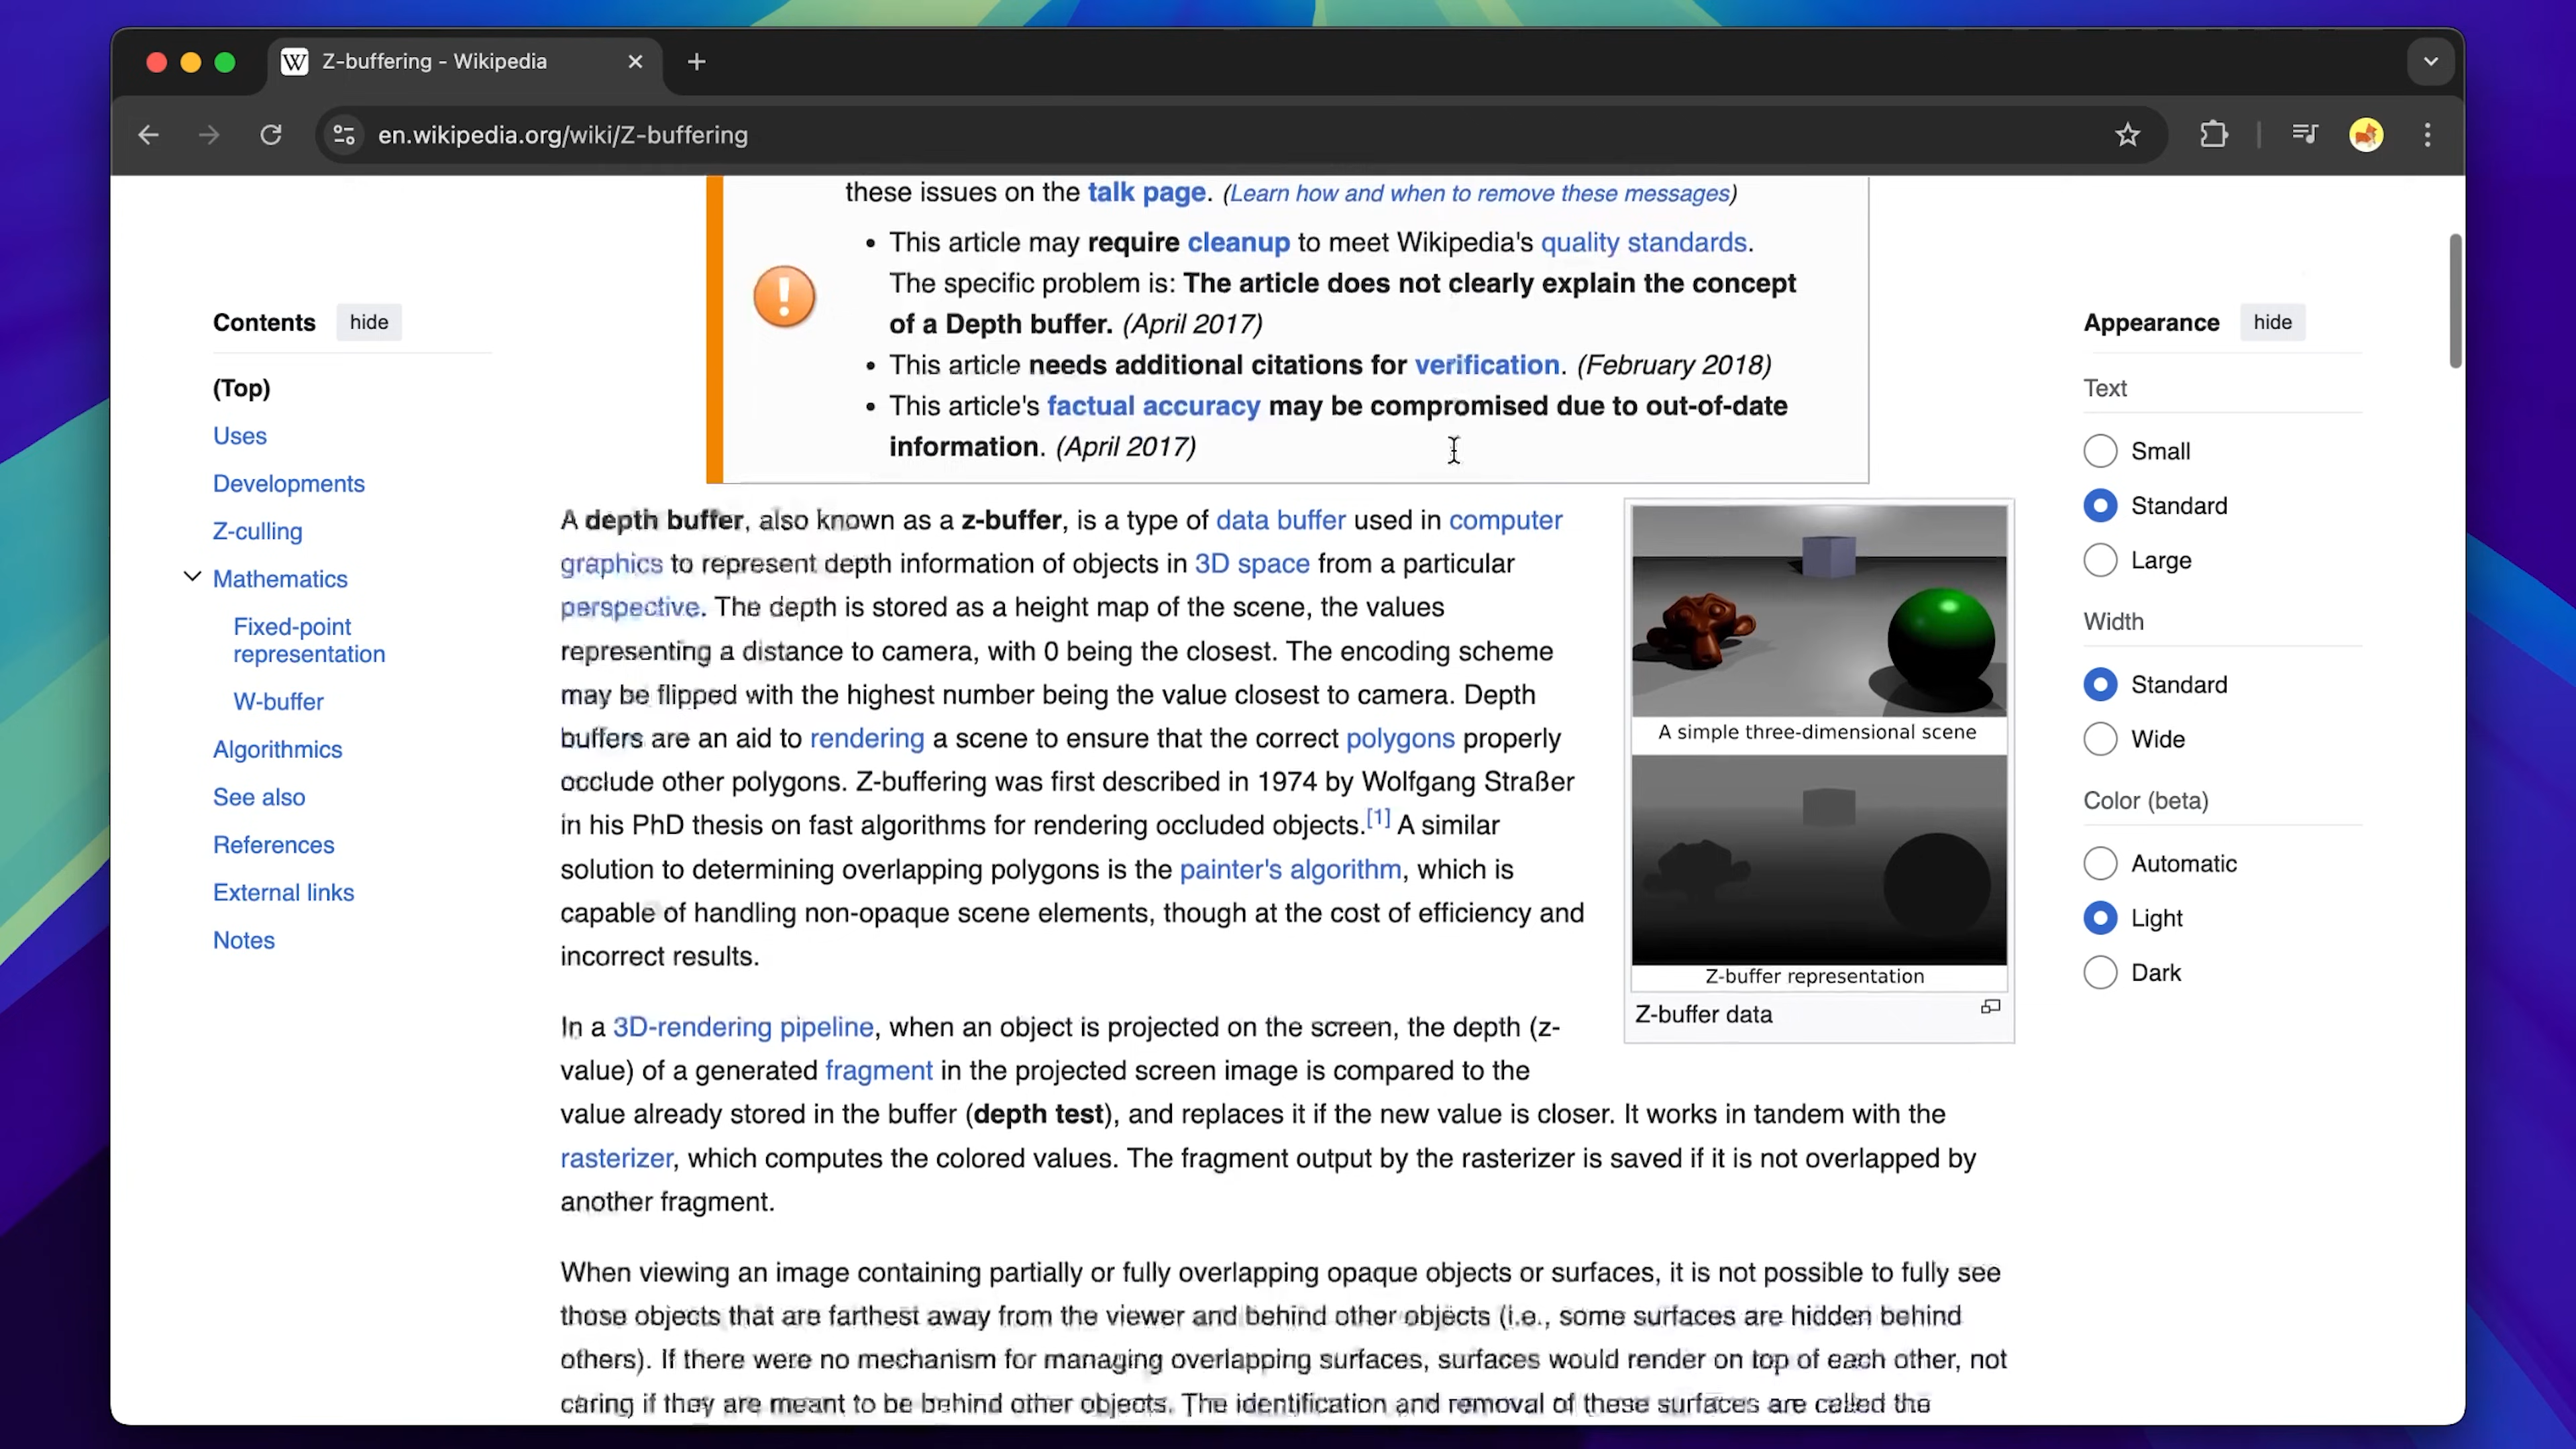 Z-buffering - Wikipedia
en.wikipedia.org/wiki/Z-buffering
these issues on the talk page. (Learn how and when to remove these messages)
• This article may require cleanup to meet Wikipedia's quality standards.
The specific problem is: The article does not clearly explain the concept
of a Depth buffer. (April 2017)
• This article needs additional citations for verification. (February 2018)
• This article's factual accuracy may be compromised due to out-of-date
information. (April 2017)
Contents hide
(Top)
Uses
Developments
Z-culling
Mathematics
Fixed-point
representation
W-buffer
Algorithmics
See also
References
External links
Notes
A depth buffer, also known as a z-buffer, is a type of data buffer used in computer
graphics to represent depth information of objects in 3D space from a particular
perspective. The depth is stored as a height map of the scene, the values
representing a distance to camera, with 0 being the closest. The encoding scheme
may be flipped with the highest number being the value closest to camera. Depth
buffers are an aid to rendering a scene to ensure that the correct polygons properly
occlude other polygons. Z-buffering was first described in 1974 by Wolfgang Straßer
in his PhD thesis on fast algorithms for rendering occluded objects.[1] A similar
solution to determining overlapping polygons is the painter's algorithm, which is
capable of handling non-opaque scene elements, though at the cost of efficiency and
incorrect results.
A simple three-dimensional scene
Z-buffer representation
Z-buffer data
In a 3D-rendering pipeline, when an object is projected on the screen, the depth (z-
value) of a generated fragment in the projected screen image is compared to the
value already stored in the buffer (depth test), and replaces it if the new value is closer. It works in tandem with the
rasterizer, which computes the colored values. The fragment output by the rasterizer is saved if it is not overlapped by
another fragment.
When viewing an image containing partially or fully overlapping opaque objects or surfaces, it is not possible to fully see
those objects that are farthest away from the viewer and behind other objects (i.e., some surfaces are hidden behind
others). If there were no mechanism for managing overlapping surfaces, surfaces would render on top of each other, not
caring if they are meant to be behind other objects. The identification and removal of these surfaces are called the
Appearance hide
Text
Small
Standard
Large
Width
Standard
Wide
Color (beta)
Automatic
Light
Dark